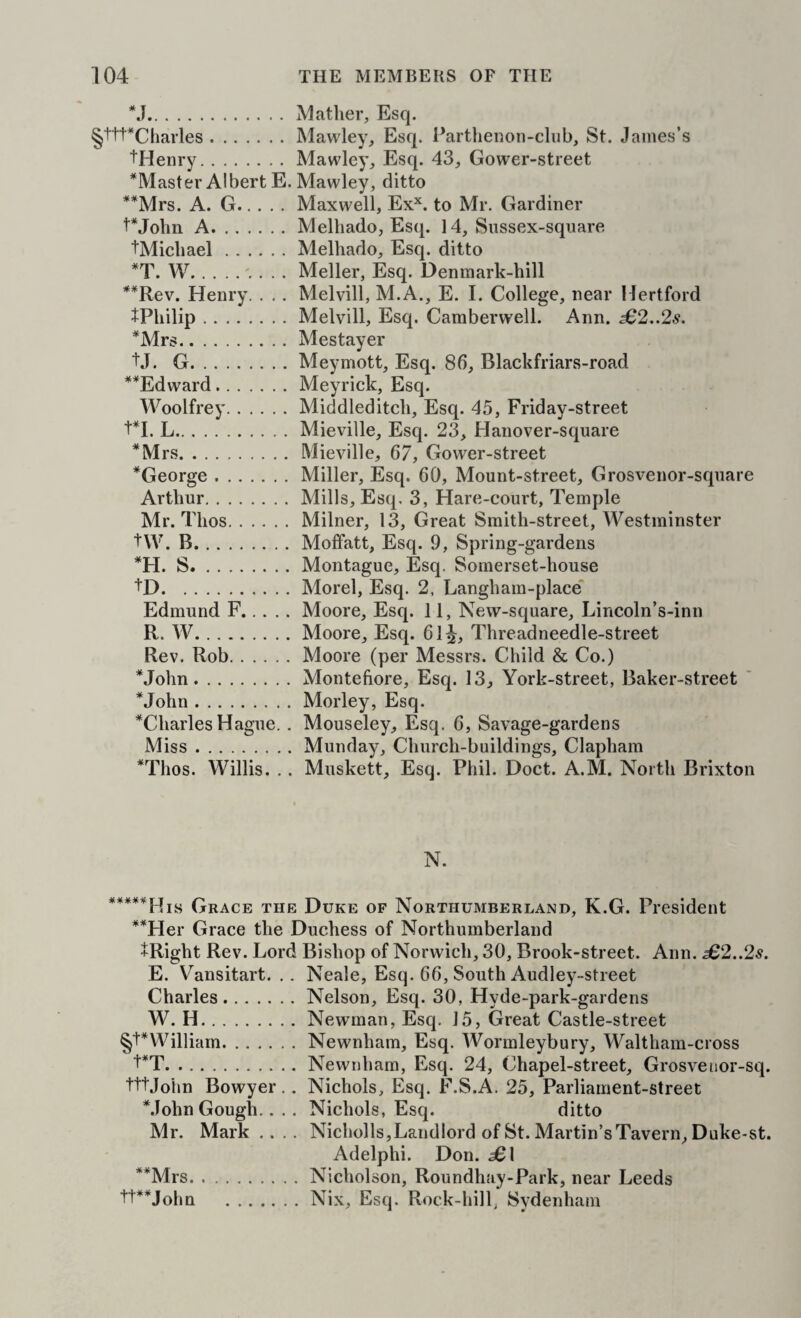 104 THE MEMBERS OF THE
*J............. Mather, Esq.
§†††*Charles....... Mawley, Esq. Parthenon-club, St. James's
†Henry........ Mawley, Esq. 43, Gower-street
*Master Albert E. Mawley, ditto
**Mrs. A. G..... Maxwell, Exˣ. to Mr. Gardiner
†*John A....... Melhado, Esq. 14, Sussex-square
†Michael...... Melhado, Esq. ditto
*T. W......... Meller, Esq. Denmark-hill
**Rev. Henry.... Melvill, M.A., E. I. College, near Hertford
‡Philip........ Melvill, Esq. Camberwell. Ann. £2..2s.
*Mrs.......... Mestayer
†J. G......... Meymott, Esq. 86, Blackfriars-road
**Edward....... Meyrick, Esq.
Woolfrey...... Middleditch, Esq. 45, Friday-street
†*I. L........... Mieville, Esq. 23, Hanover-square
*Mrs.......... Mieville, 67, Gower-street
*George....... Miller, Esq. 60, Mount-street, Grosvenor-square
Arthur........ Mills, Esq. 3, Hare-court, Temple
Mr. Thos...... Milner, 13, Great Smith-street, Westminster
†W. B......... Moffatt, Esq. 9, Spring-gardens
*H. S......... Montague, Esq. Somerset-house
†D............ Morel, Esq. 2, Langham-place
Edmund F..... Moore, Esq. 11, New-square, Lincoln's-inn
R. W......... Moore, Esq. 61½, Threadneedle-street
Rev. Rob...... Moore (per Messrs. Child & Co.)
*John......... Montefiore, Esq. 13, York-street, Baker-street
*John......... Morley, Esq.
*Charles Hague.. Mouseley, Esq. 6, Savage-gardens
Miss......... Munday, Church-buildings, Clapham
*Thos. Willis... Muskett, Esq. Phil. Doct. A.M. North Brixton
N.
*****His Grace the Duke of Northumberland, K.G. President
**Her Grace the Duchess of Northumberland
‡Right Rev. Lord Bishop of Norwich, 30, Brook-street. Ann. £2..2s.
E. Vansitart... Neale, Esq. 66, South Audley-street
Charles....... Nelson, Esq. 30, Hyde-park-gardens
W. H......... Newman, Esq. 15, Great Castle-street
§†*William....... Newnham, Esq. Wormleybury, Waltham-cross
†*T............ Newnham, Esq. 24, Chapel-street, Grosvenor-sq.
†††John Bowyer.. Nichols, Esq. F.S.A. 25, Parliament-street
*John Gough.... Nichols, Esq. ditto
Mr. Mark.... Nicholls, Landlord of St. Martin's Tavern, Duke-st.
Adelphi. Don. £1
**Mrs.......... Nicholson, Roundhay-Park, near Leeds
††**John ....... Nix, Esq. Rock-hill, Sydenham